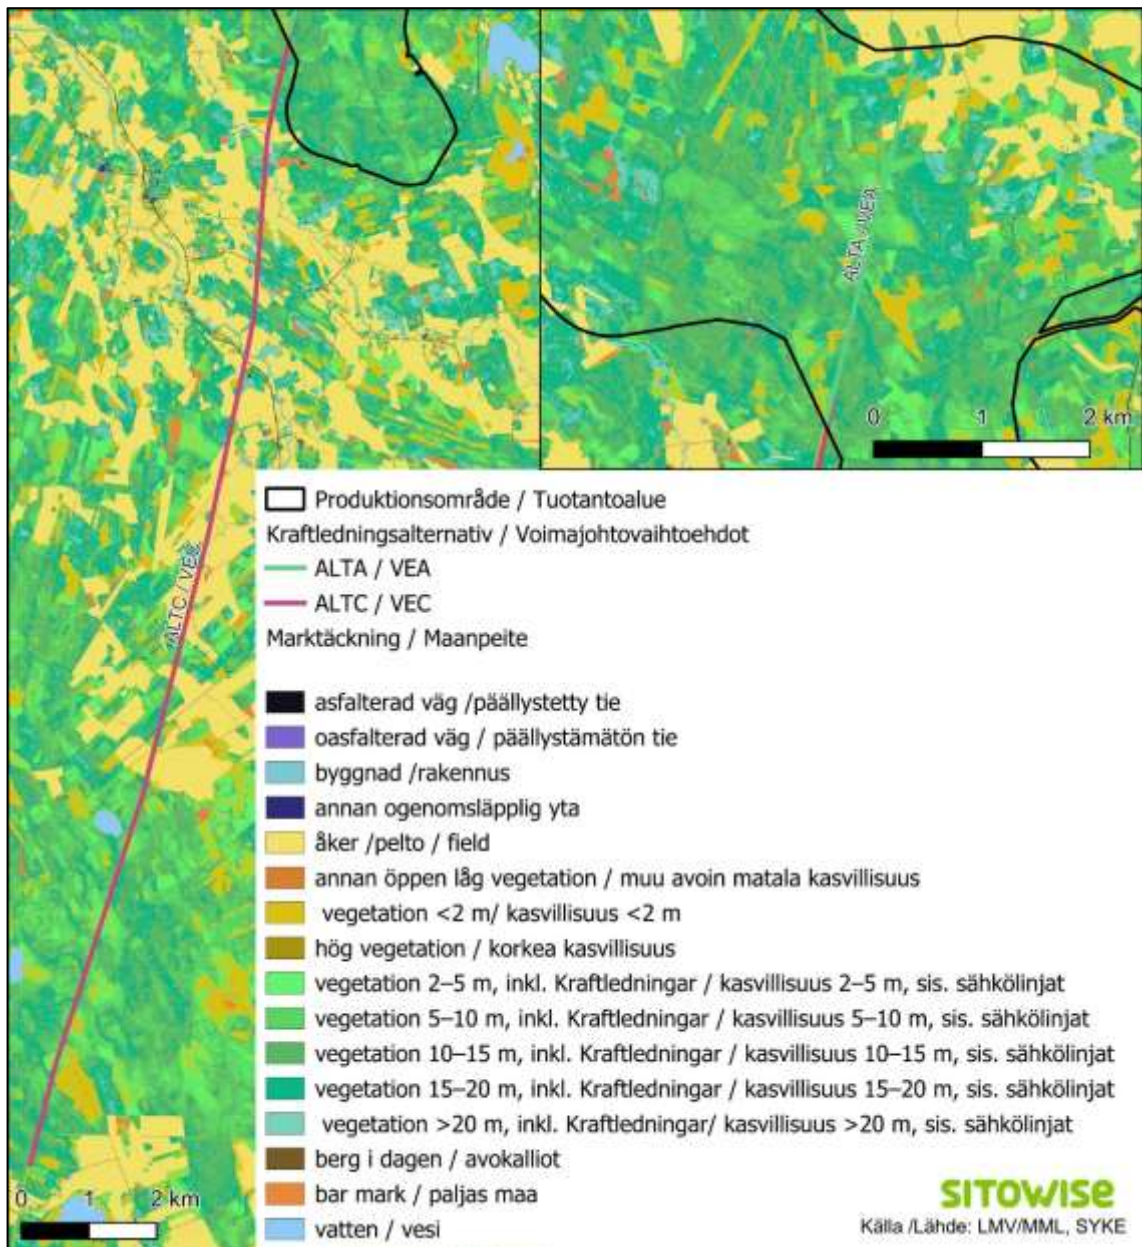 ALTA / VEA
0 1 2 km
Produktionsområde / Tuotantoalue
Kraftledningsalternativ / Voimajohtovaihtoehdot
ALTA / VEA
ALTC / VEC
Marktäckning / Maanpeite
ALTC / VEC
asfalterad väg /päällystetty tie
oasfalterad väg / päällystämätön tie
byggnad /rakennus
annan ogenomsläpplig yta
åker /pelto / field
annan öppen låg vegetation / muu avoin matala kasvillisuus
vegetation <2 m/ kasvillisuus <2 m
hög vegetation / korkea kasvillisuus
vegetation 2–5 m, inkl. Kraftledningar / kasvillisuus 2–5 m, sis. sähkölinjat
vegetation 5–10 m, inkl. Kraftledningar / kasvillisuus 5–10 m, sis. sähkölinjat
vegetation 10–15 m, inkl. Kraftledningar / kasvillisuus 10–15 m, sis. sähkölinjat
vegetation 15–20 m, inkl. Kraftledningar / kasvillisuus 15–20 m, sis. sähkölinjat
vegetation >20 m, inkl. Kraftledningar/ kasvillisuus >20 m, sis. sähkölinjat
berg i dagen / avokalliot
bar mark / paljas maa
vatten / vesi
0 1 2 km
SITOWISE
Källa /Lähde: LMV/MML, SYKE